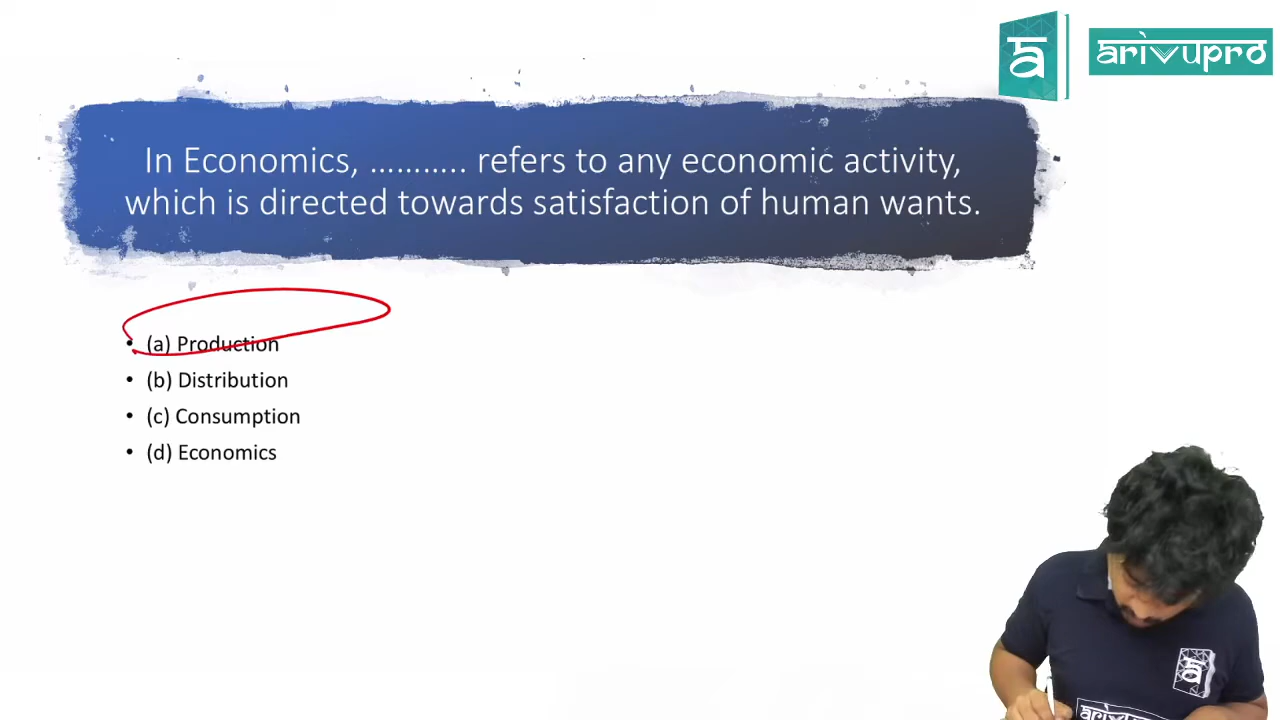 a
arivupro
In Economics, ……….. refers to any economic activity,
which is directed towards satisfaction of human wants.
• (a) Production
• (b) Distribution
• (c) Consumption
• (d) Economics
a
arivupro